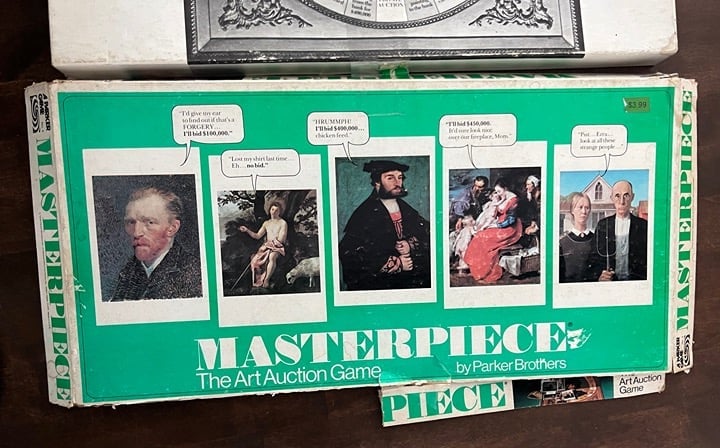 AUCTION
$3.99
"I'd give my ear
to find out if that's a
FORGERY...
I'll bid $100,000."
"Lost my shirt last time...
Eh...no bid."
"HRUMMPH!
I'll bid $400,000...
chicken feed."
"I'll bid $450,000.
It'd sure look nice
over our fireplace, Mom."
"Psst...Ezra...
look at all these
strange people..."
MASTERPIECE
MASTERPIECE
MASTERPIECE
The Art Auction Game
by Parker Brothers
PIECE
Art Auction
Game